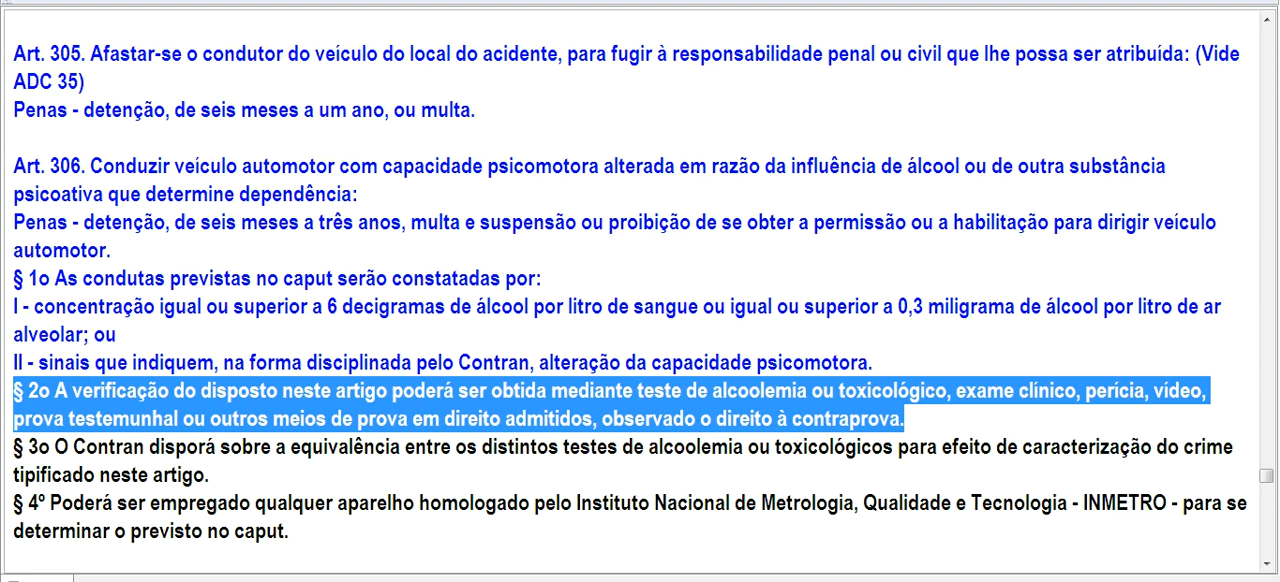 Art. 305. Afastar-se o condutor do veículo do local do acidente, para fugir à responsabilidade penal ou civil que lhe possa ser atribuída: (Vide
ADC 35)
Penas - detenção, de seis meses a um ano, ou multa.
Art. 306. Conduzir veículo automotor com capacidade psicomotora alterada em razão da influência de álcool ou de outra substância
psicoativa que determine dependência:
Penas - detenção, de seis meses a três anos, multa e suspensão ou proibição de se obter a permissão ou a habilitação para dirigir veículo
automotor.
§ 1o As condutas previstas no caput serão constatadas por:
I - concentração igual ou superior a 6 decigramas de álcool por litro de sangue ou igual ou superior a 0,3 miligrama de álcool por litro de ar
alveolar; ou
II - sinais que indiquem, na forma disciplinada pelo Contran, alteração da capacidade psicomotora.
§ 2o A verificação do disposto neste artigo poderá ser obtida mediante teste de alcoolemia ou toxicológico, exame clínico, perícia, vídeo,
prova testemunhal ou outros meios de prova em direito admitidos, observado o direito à contraprova.
§ 3o O Contran disporá sobre a equivalência entre os distintos testes de alcoolemia ou toxicológicos para efeito de caracterização do crime
tipificado neste artigo.
§ 4º Poderá ser empregado qualquer aparelho homologado pelo Instituto Nacional de Metrologia, Qualidade e Tecnologia - INMETRO - para se
determinar o previsto no caput.